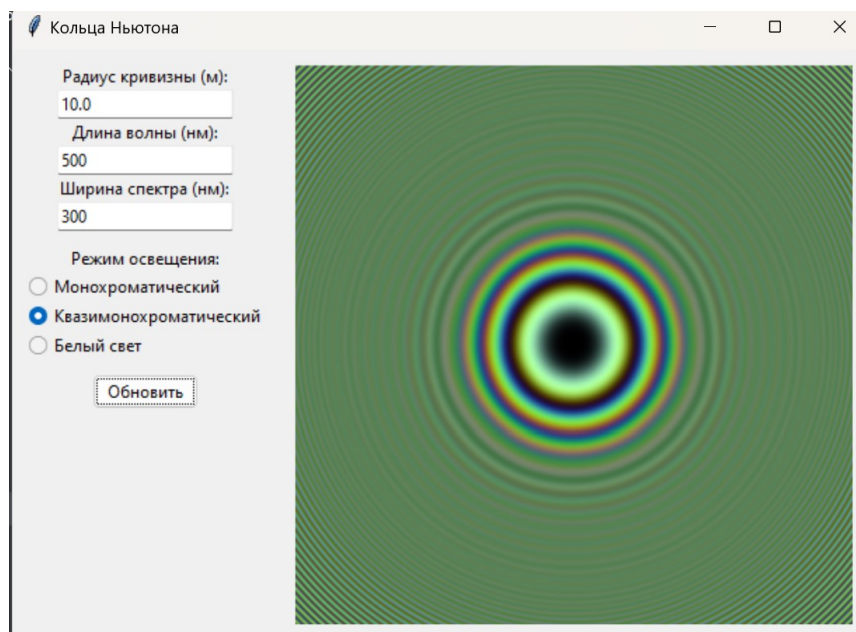 Кольца Ньютона
Радиус кривизны (м):
10.0
Длина волны (нм):
500
Ширина спектра (нм):
300
Режим освещения:
Монохроматический
Квазимонохроматический
Белый свет
Обновить